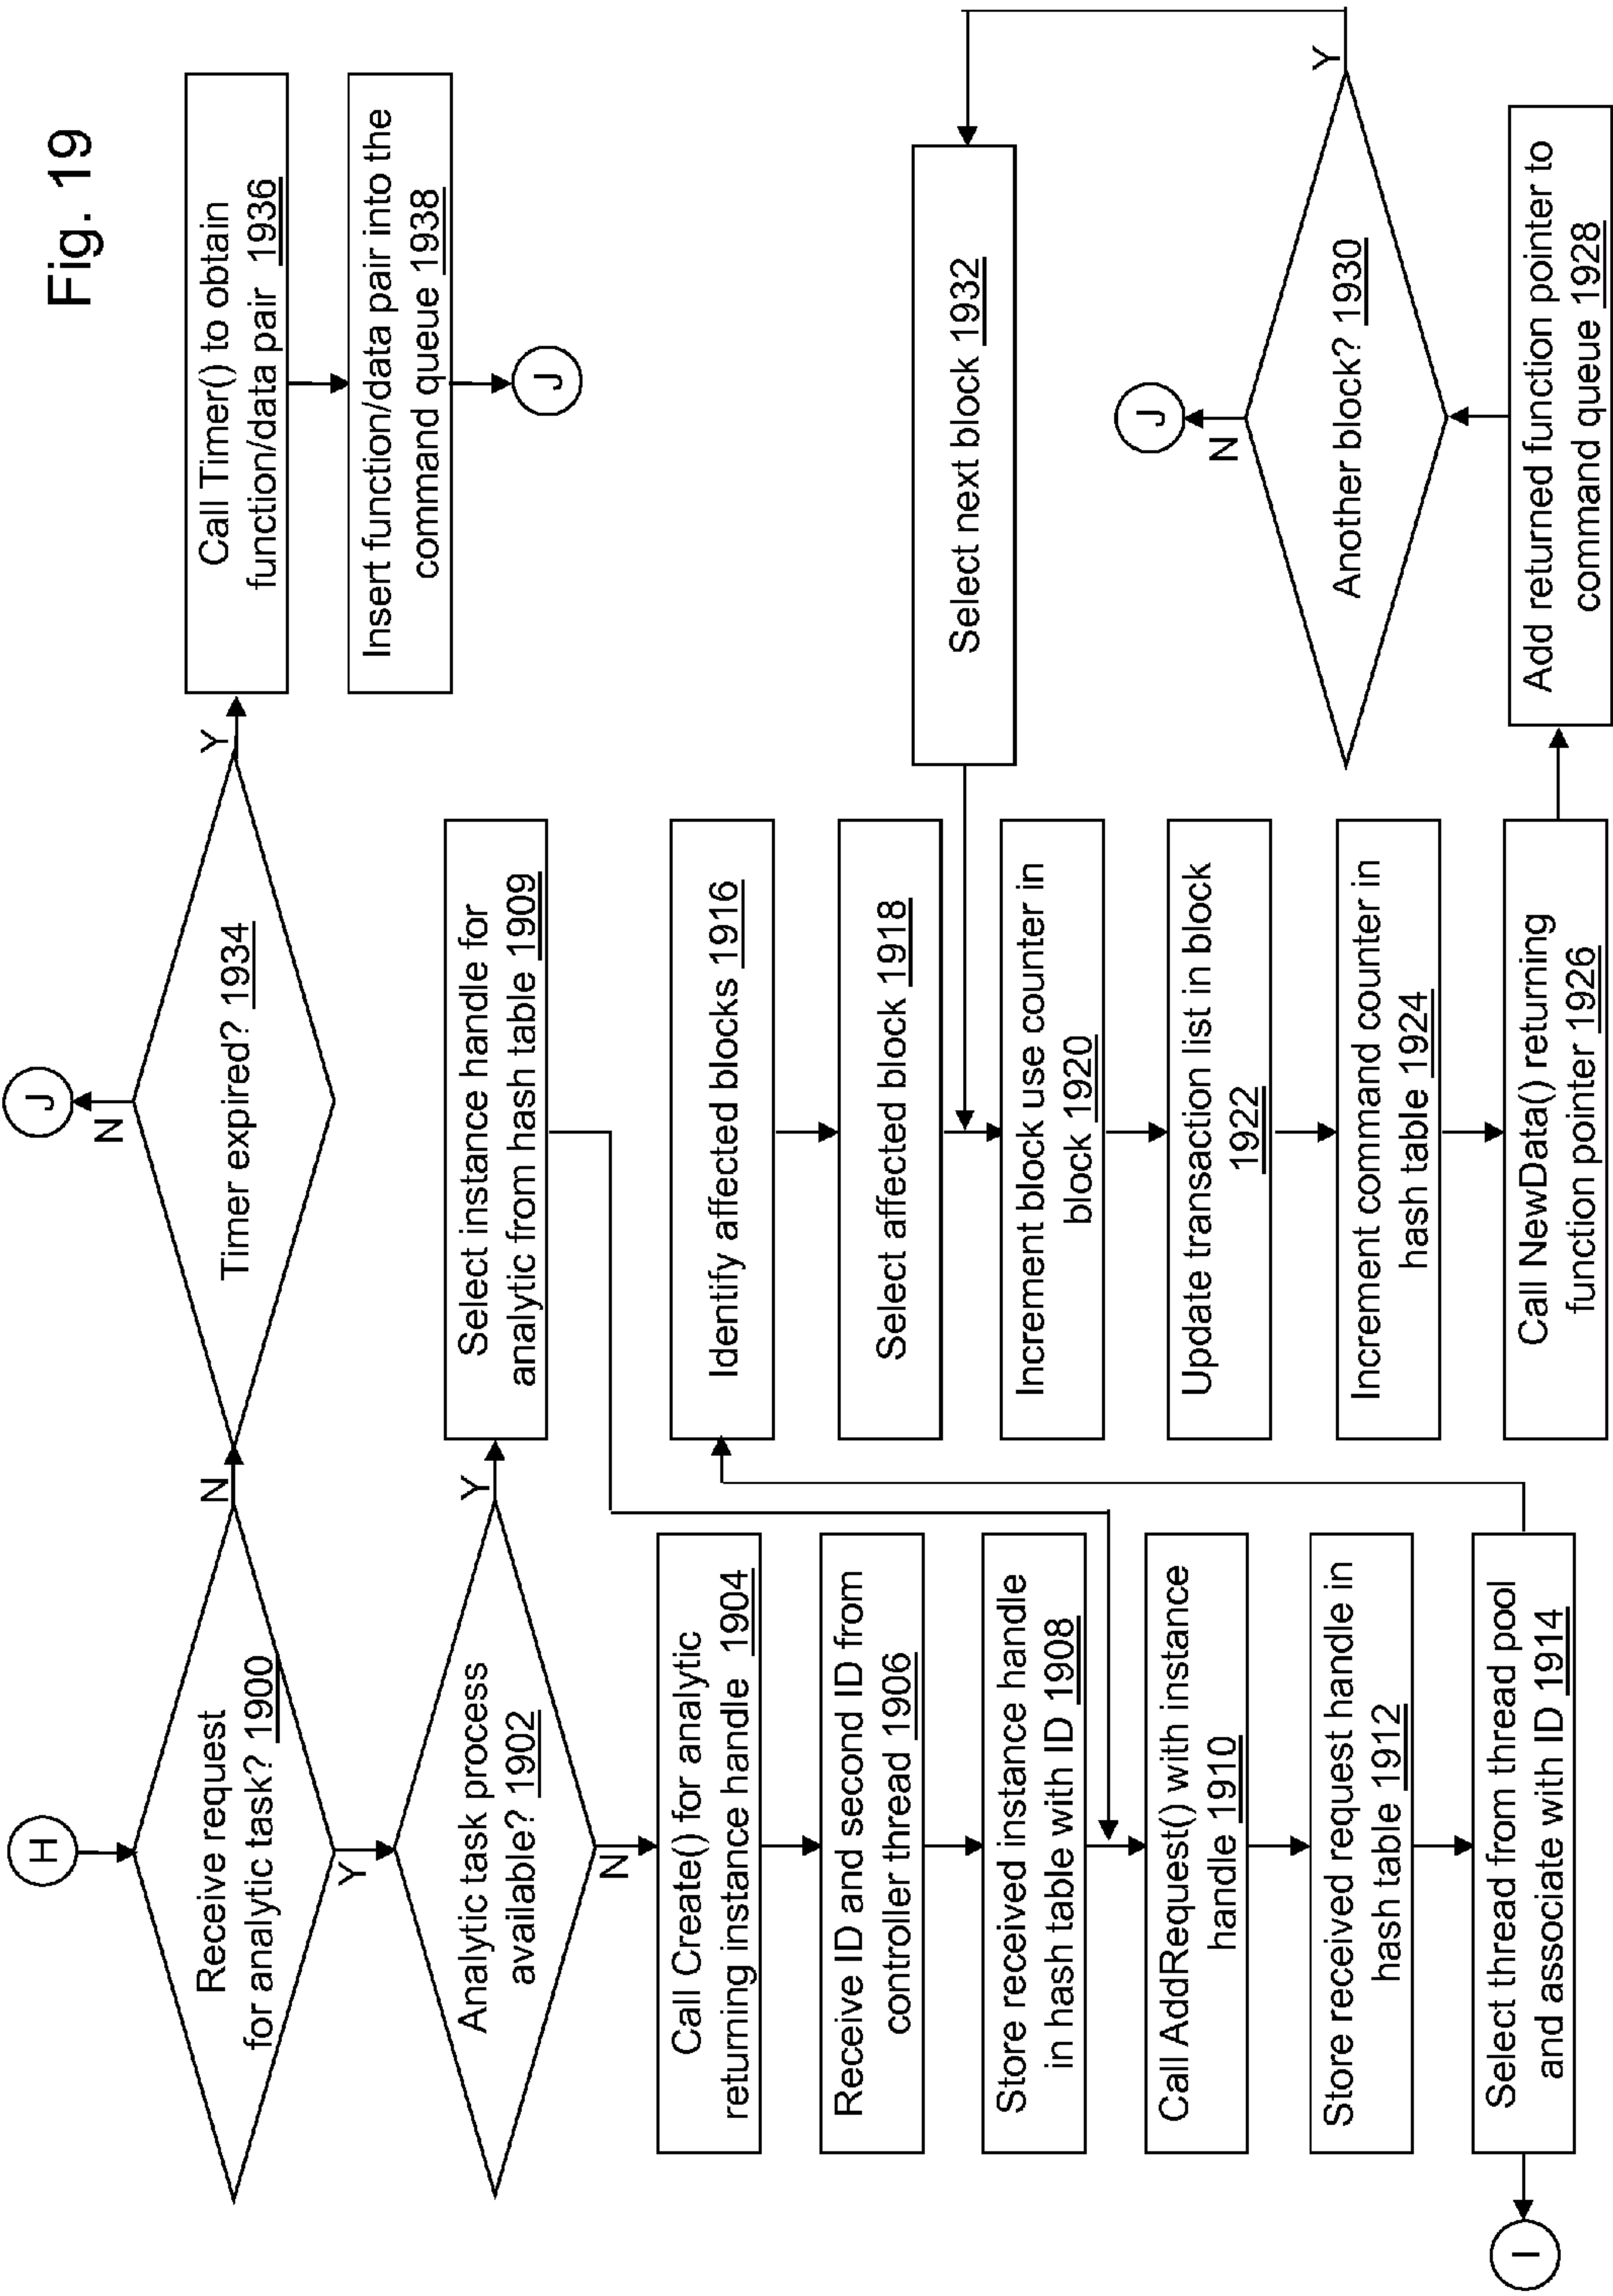 Fig. 19
H
Receive request
for analytic task? 1900
N
Y
Timer expired? 1934
N
J
Y
Call Timer() to obtain
function/data pair 1936
Insert function/data pair into the
command queue 1938
J
Analytic task process
available? 1902
Y
N
Select instance handle for
analytic from hash table 1909
Call Create() for analytic
returning instance handle 1904
Receive ID and second ID from
controller thread 1906
Store received instance handle
in hash table with ID 1908
Call AddRequest() with instance
handle 1910
Store received request handle in
hash table 1912
Select thread from thread pool
and associate with ID 1914
I
Identify affected blocks 1916
Select affected block 1918
Increment block use counter in
block 1920
Update transaction list in block
1922
Increment command counter in
hash table 1924
Call NewData() returning
function pointer 1926
Add returned function pointer to
command queue 1928
Another block? 1930
N
J
Y
Select next block 1932